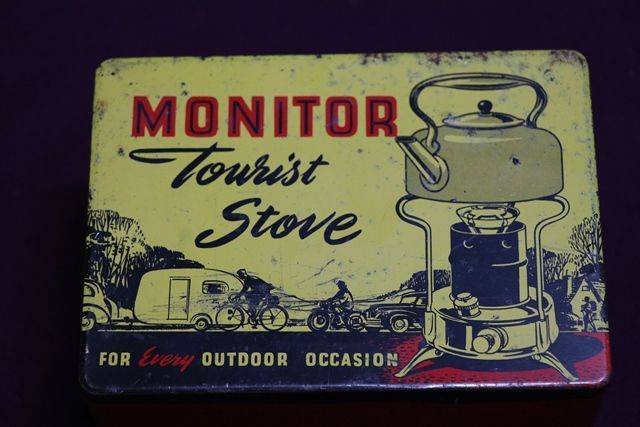 MONITOR
Tourist
Stove
FOR Every OUTDOOR OCCASION